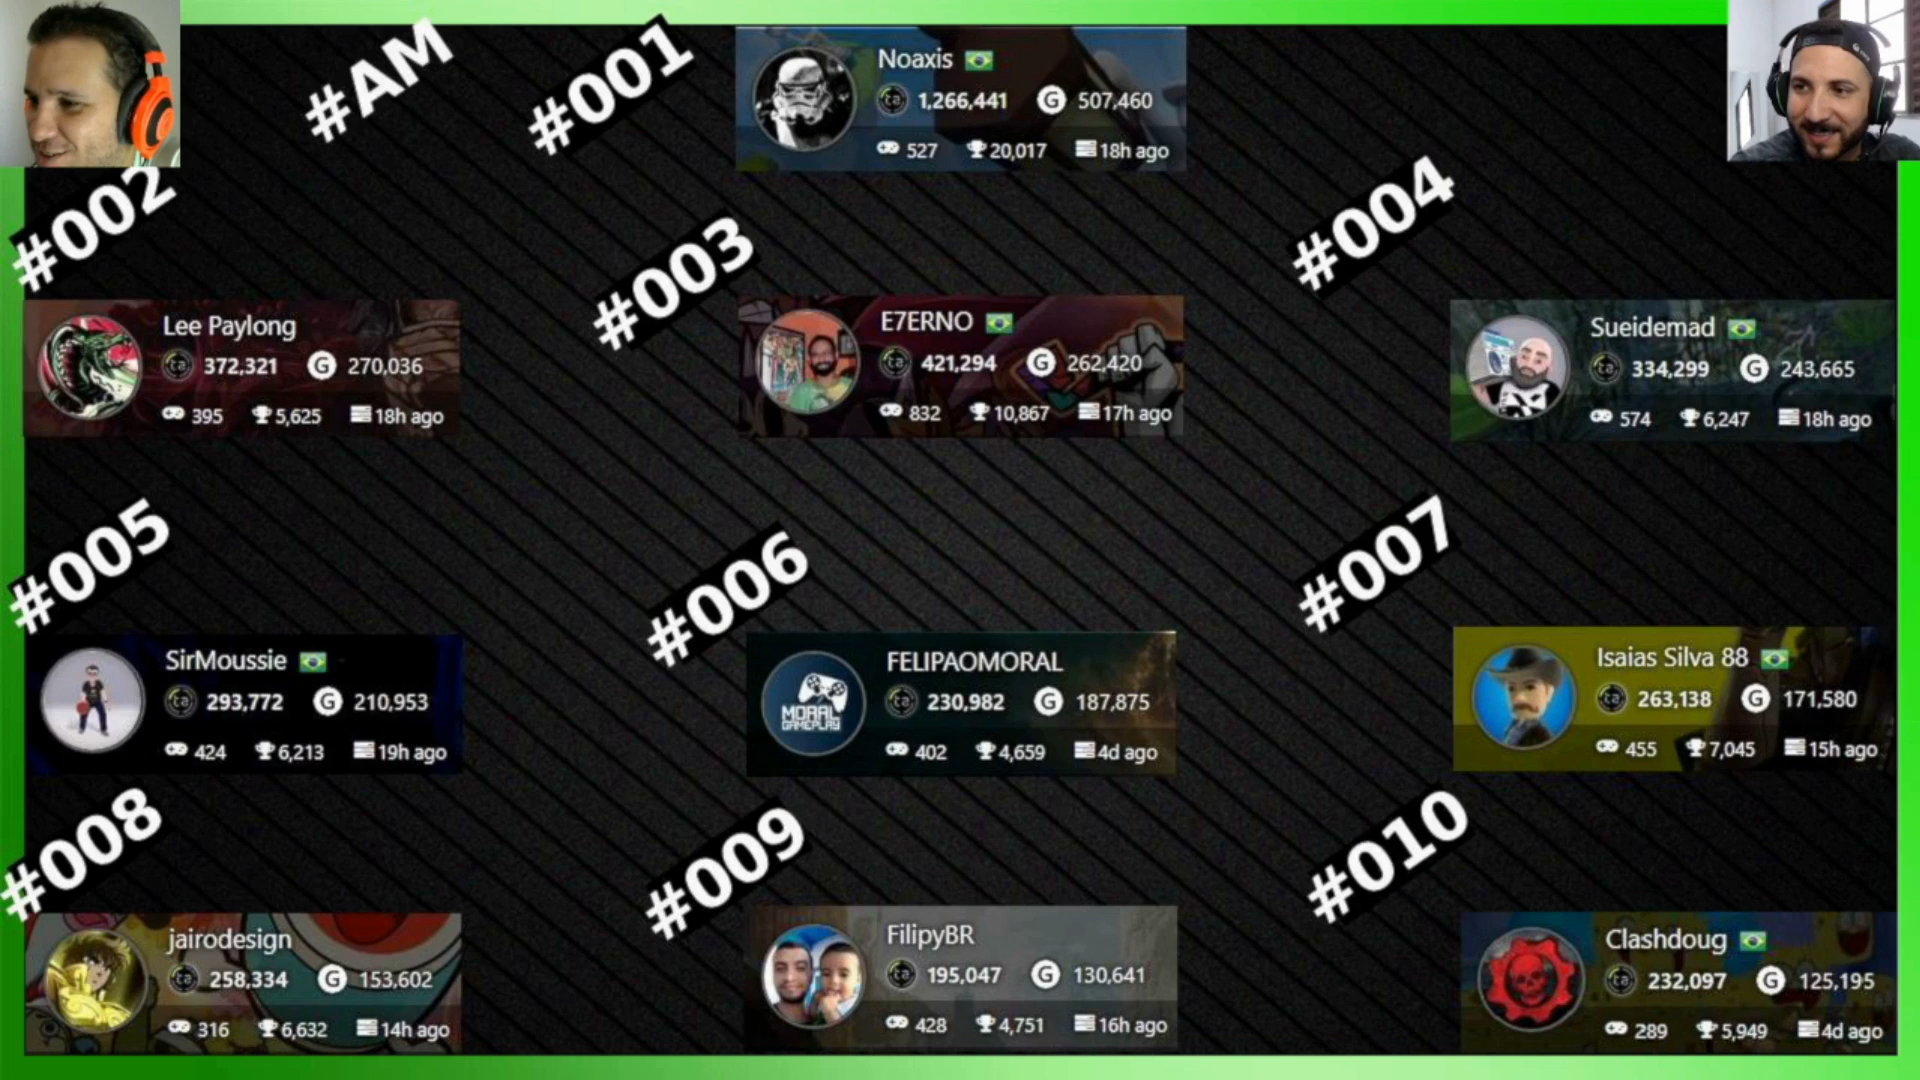 #AM
#001
Noaxis
1,266,441 G 507,460
527 20,017 18h ago
#002
Lee Paylong
372,321 G 270,036
395 5,625 18h ago
#003
E7ERNO
421,294 G 262,420
832 10,867 17h ago
#004
Sueidemad
334,299 G 243,665
574 6,247 18h ago
#005
SirMoussie
293,772 G 210,953
424 6,213 19h ago
#006
FELIPAOMORAL
MORAL
GAMEPLAY
230,982 G 187,875
402 4,659 4d ago
#007
Isaias Silva 88
263,138 G 171,580
455 7,045 15h ago
#008
jairodesign
258,334 G 153,602
316 6,632 14h ago
#009
FilipyBR
195,047 G 130,641
428 4,751 16h ago
#010
Clashdoug
232,097 G 125,195
289 5,949 4d ago